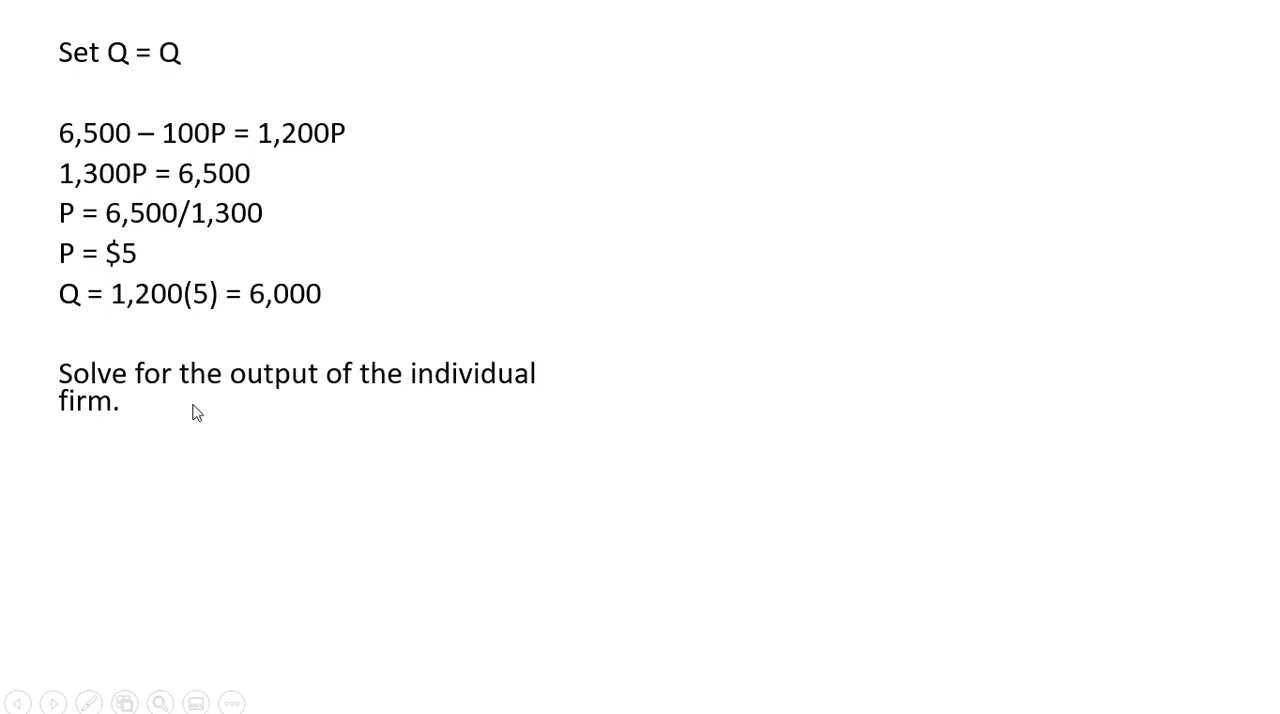 Set Q = Q
6,500 – 100P = 1,200P
1,300P = 6,500
P = 6,500/1,300
P = $5
Q = 1,200(5) = 6,000
Solve for the output of the individual
firm.